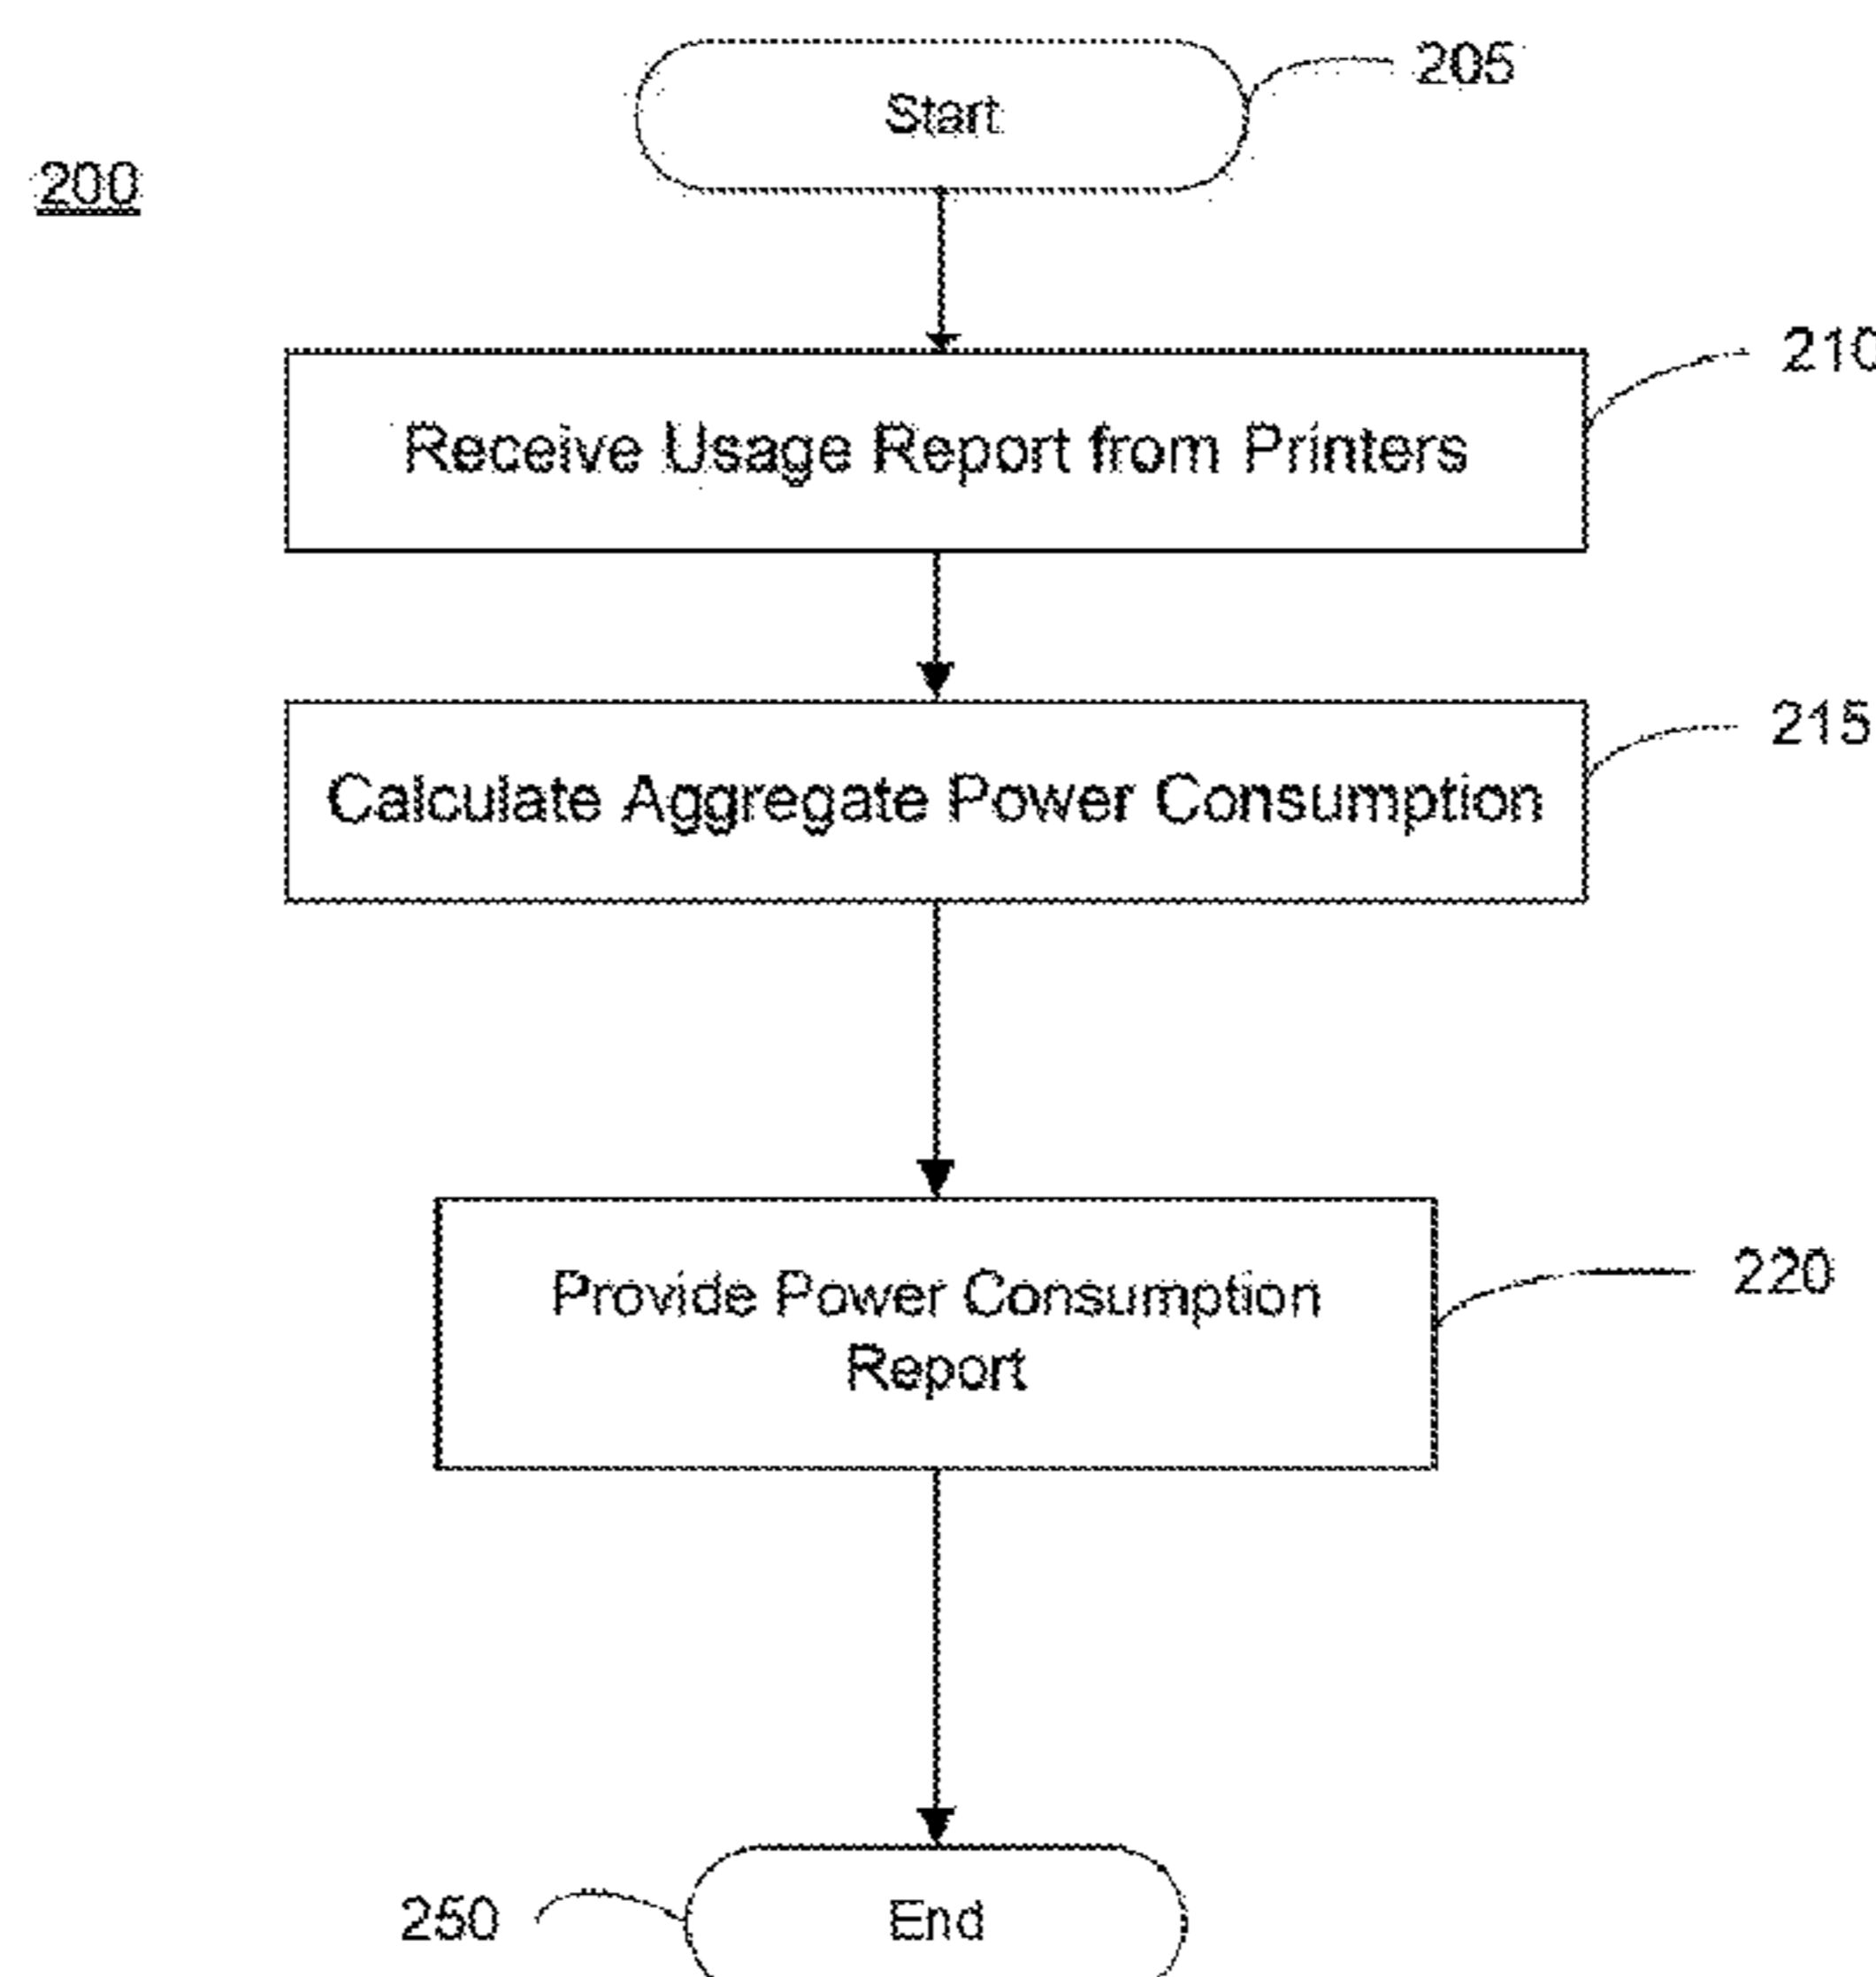 205
Start
200
210
Receive Usage Report from Printers
215
Calculate Aggregate Power Consumption
220
Provide Power Consumption
Report
250
End